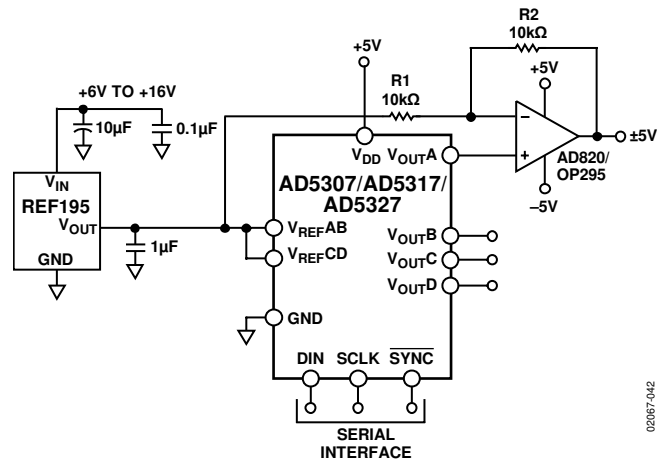 R2
10kΩ
+5V
R1
10kΩ
+5V
+6V TO +16V
10µF
0.1µF
–
+
±5V
AD820/
OP295
–5V
VDD VOUTA
AD5307/AD5317/
AD5327
VIN
REF195
VOUT
GND
1µF
VREFAB
VREFCD
VOUTB
VOUTC
VOUTD
GND
DIN SCLK SYNC
SERIAL
INTERFACE
02067-042